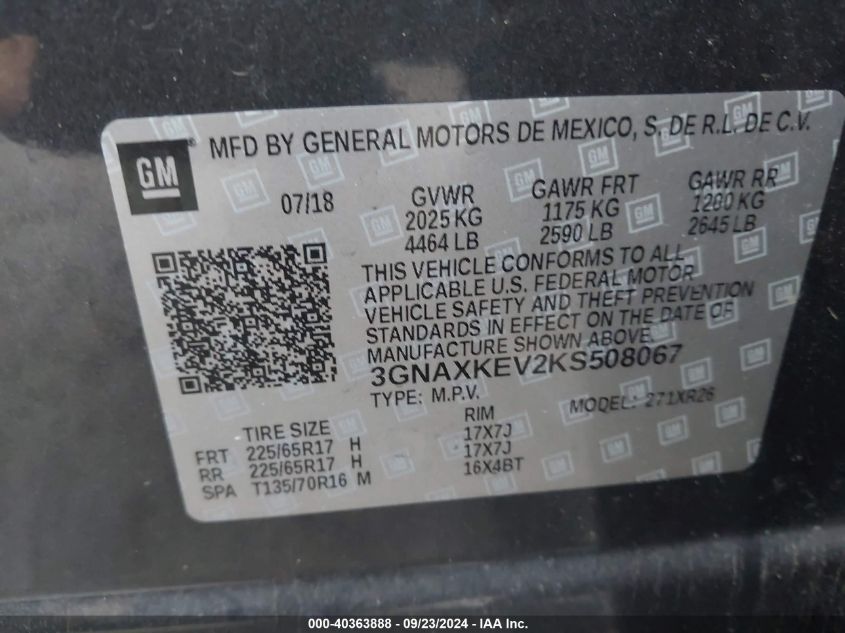 GM
® MFD BY GENERAL MOTORS DE MEXICO, S. DE R.L. DE C.V.
07/18 GVWR GAWR FRT GAWR RR
2025 KG 1175 KG 1200 KG
4464 LB 2590 LB 2645 LB
THIS VEHICLE CONFORMS TO ALL
APPLICABLE U.S. FEDERAL MOTOR
VEHICLE SAFETY AND THEFT PREVENTION
STANDARDS IN EFFECT ON THE DATE OF
MANUFACTURE SHOWN ABOVE.
3GNAXKEV2KS508067
TYPE: M.P.V. MODEL: 271XR26
TIRE SIZE RIM
FRT 225/65R17 H 17X7J
RR 225/65R17 H 17X7J
SPA T135/70R16 M 16X4BT
000-40363888 - 09/23/2024 - IAA Inc.